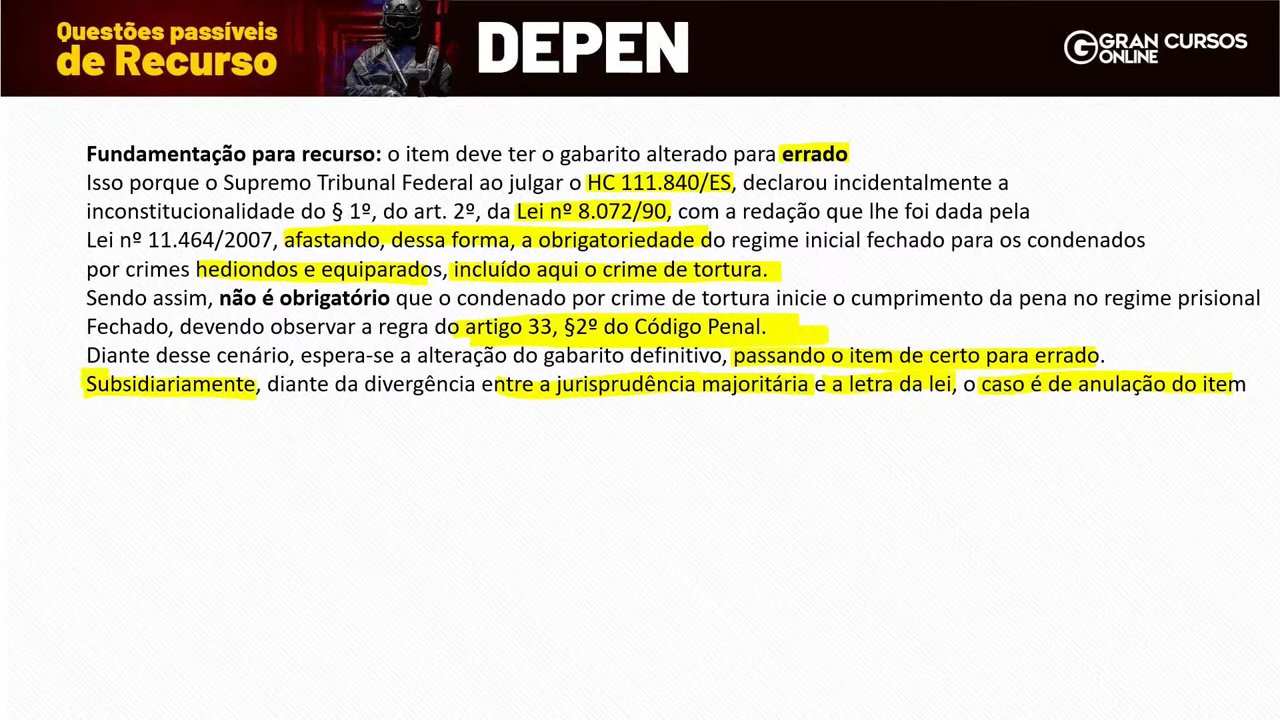 Questões passíveis
de Recurso
DEPEN
GRAN CURSOS
ONLINE
Fundamentação para recurso: o item deve ter o gabarito alterado para errado
Isso porque o Supremo Tribunal Federal ao julgar o HC 111.840/ES, declarou incidentalmente a
inconstitucionalidade do § 1º, do art. 2º, da Lei nº 8.072/90, com a redação que lhe foi dada pela
Lei nº 11.464/2007, afastando, dessa forma, a obrigatoriedade do regime inicial fechado para os condenados
por crimes hediondos e equiparados, incluído aqui o crime de tortura.
Sendo assim, não é obrigatório que o condenado por crime de tortura inicie o cumprimento da pena no regime prisional
Fechado, devendo observar a regra do artigo 33, §2º do Código Penal.
Diante desse cenário, espera-se a alteração do gabarito definitivo, passando o item de certo para errado.
Subsidiariamente, diante da divergência entre a jurisprudência majoritária e a letra da lei, o caso é de anulação do item